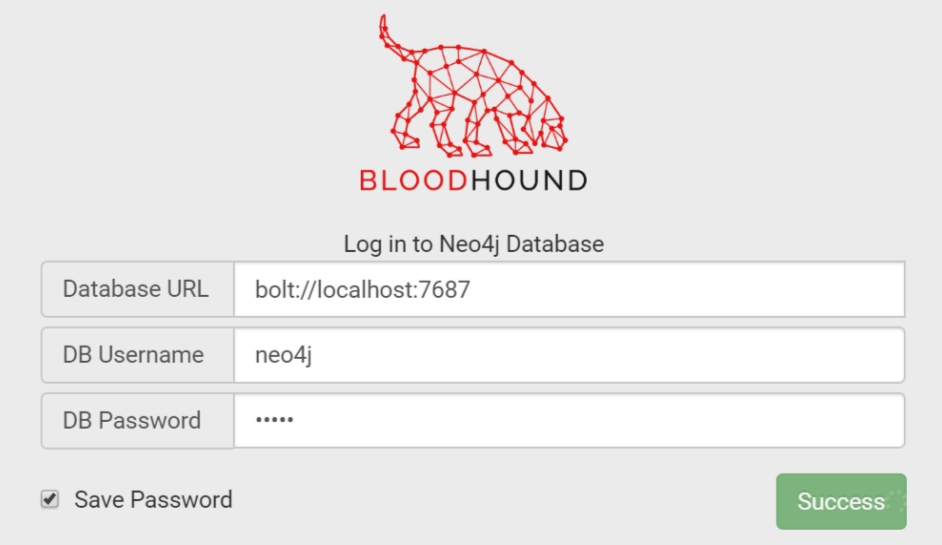 BLOODHOUND
Log in to Neo4j Database
Database URL bolt://localhost:7687
DB Username neo4j
DB Password •••••
Save Password Success